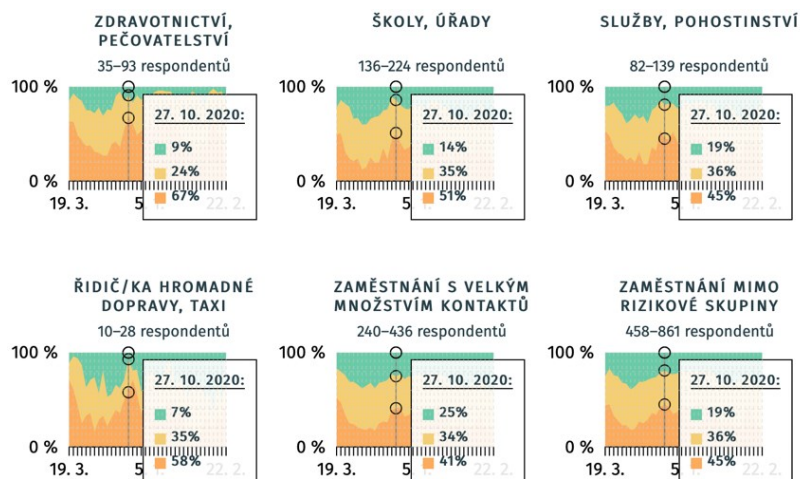 ZDRAVOTNICTVÍ,
PEČOVATELSTVÍ
35–93 respondentů
100 %
27. 10. 2020:
9%
24%
67%
0 %
19. 3.
5
22. 2.
ŠKOLY, ÚŘADY
136–224 respondentů
100 %
27. 10. 2020:
14%
35%
51%
0 %
19. 3.
5
22. 2.
SLUŽBY, POHOSTINSTVÍ
82–139 respondentů
100 %
27. 10. 2020:
19%
36%
45%
0 %
19. 3.
5
22. 2.
ŘIDIČ/KA HROMADNÉ
DOPRAVY, TAXI
10–28 respondentů
100 %
27. 10. 2020:
7%
35%
58%
0 %
19. 3.
5
22. 2.
ZAMĚSTNÁNÍ S VELKÝM
MNOŽSTVÍM KONTAKTŮ
240–436 respondentů
100 %
27. 10. 2020:
25%
34%
41%
0 %
19. 3.
5
22. 2.
ZAMĚSTNÁNÍ MIMO
RIZIKOVÉ SKUPINY
458–861 respondentů
100 %
27. 10. 2020:
19%
36%
45%
0 %
19. 3.
5
22. 2.